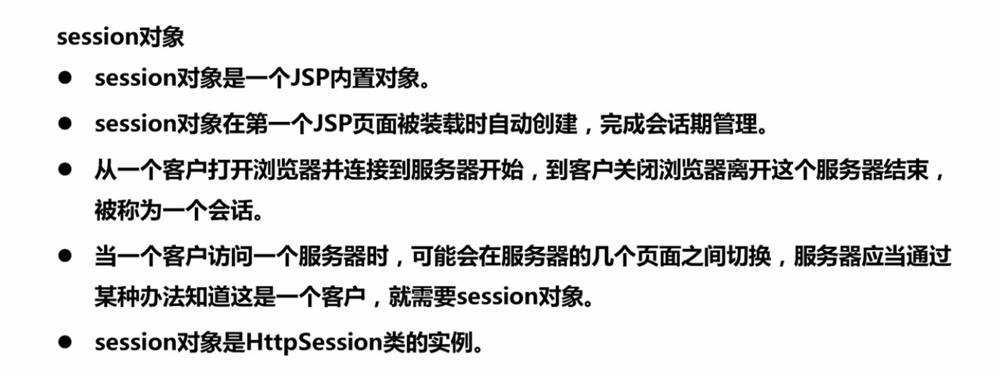 session对象
● session对象是一个JSP内置对象。
● session对象在第一个JSP页面被装载时自动创建，完成会话期管理。
● 从一个客户打开浏览器并连接到服务器开始，到客户关闭浏览器离开这个服务器结束，
被称为一个会话。
● 当一个客户访问一个服务器时，可能会在服务器的几个页面之间切换，服务器应当通过
某种办法知道这是一个客户，就需要session对象。
● session对象是HttpSession类的实例。